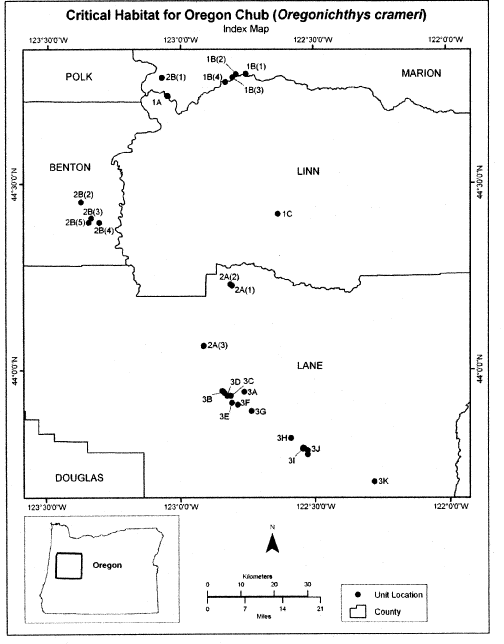 Critical Habitat for Oregon Chub (Oregonichthys crameri)
Index Map
123°30'0"W
123°0'0"W
122°30'0"W
122°0'0"W
POLK
2B(1)
1B(2)
1B(1)
MARION
1B(4)
1B(3)
1A
BENTON
LINN
44°30'0"N
44°30'0"N
2B(2)
2B(3)
2B(5)
2B(4)
1C
2A(2)
2A(1)
2A(3)
LANE
44°0'0"N
44°0'0"N
3D
3C
3B
3A
3E
3F
3G
3H
3I
3J
3K
DOUGLAS
123°30'0"W
123°0'0"W
122°30'0"W
122°0'0"W
Oregon
N
Kilometers
0 10 20 30
0 7 14 21
Miles
Unit Location
County